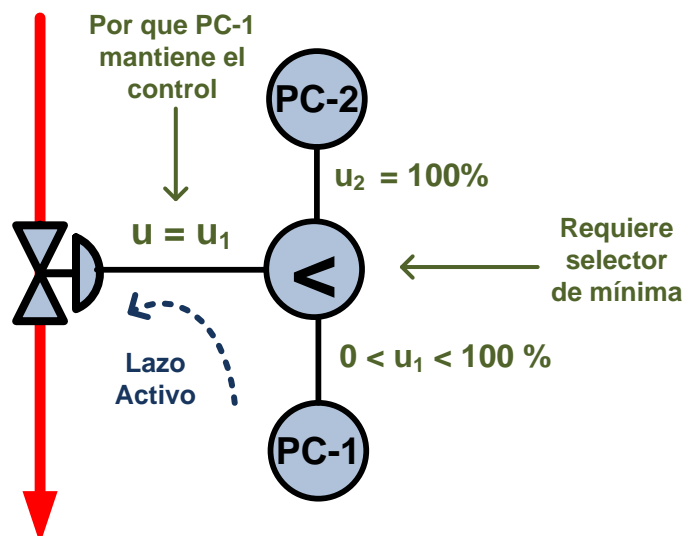 Por que PC-1
mantiene el
control
PC-2
u₂ = 100%
u = u₁
<
Requiere
selector
de mínima
0 < u₁ < 100 %
Lazo
Activo
PC-1